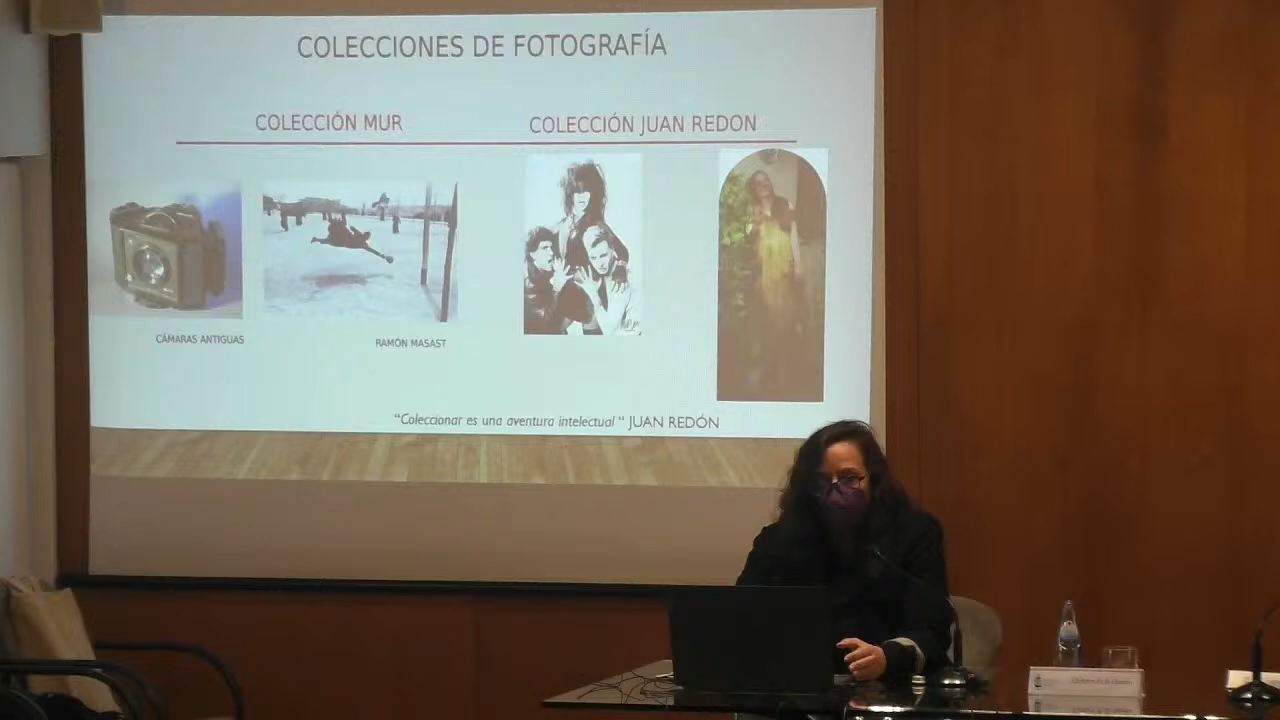 COLECCIONES DE FOTOGRAFÍA
COLECCIÓN MUR
COLECCIÓN JUAN REDON
CÁMARAS ANTIGUAS
RAMÓN MASAST
“Coleccionar es una aventura intelectual “ JUAN REDÓN